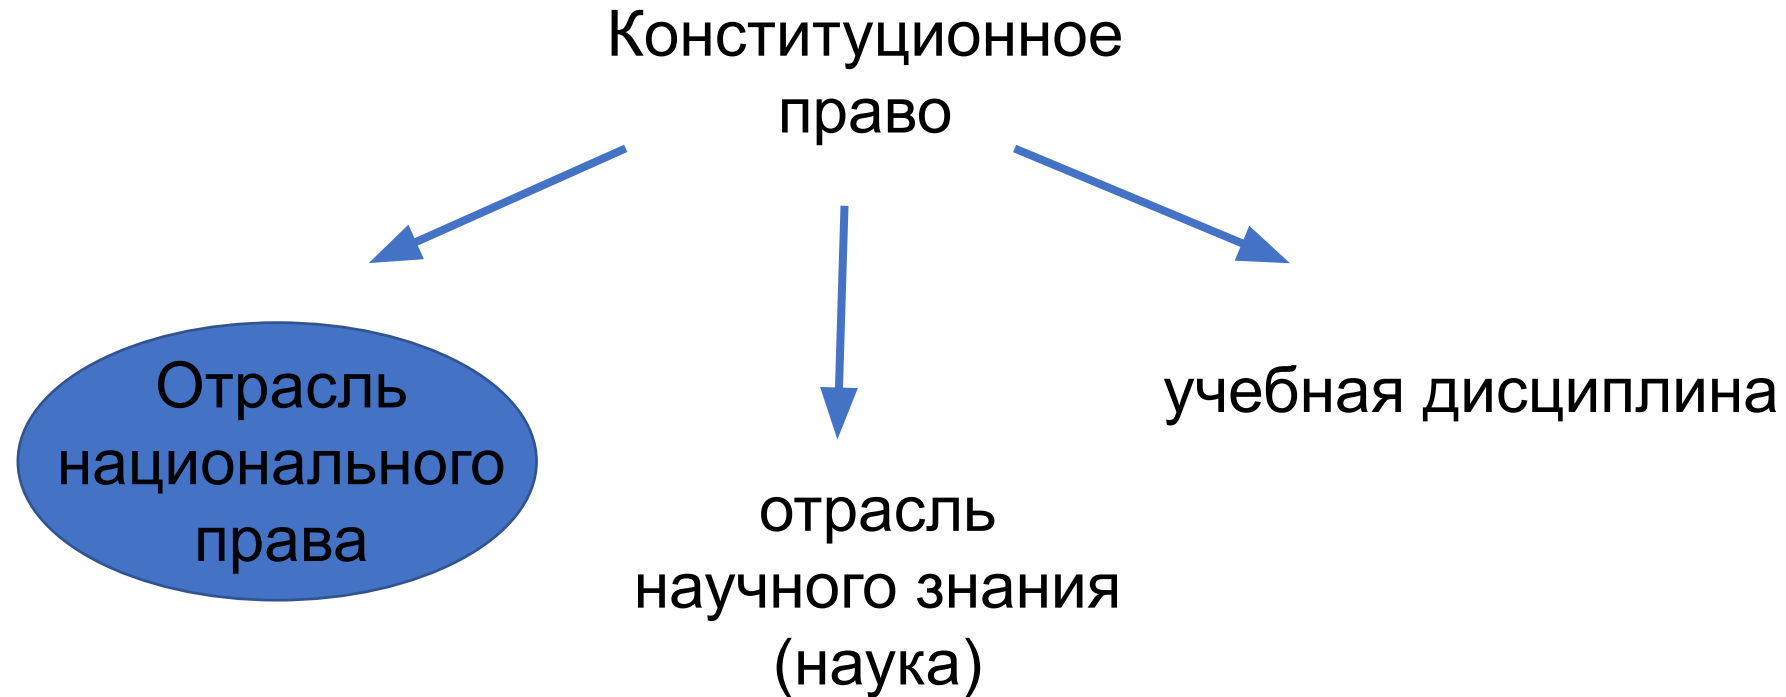 Конституционное
право
Отрасль
национального
права
отрасль
научного знания
(наука)
учебная дисциплина